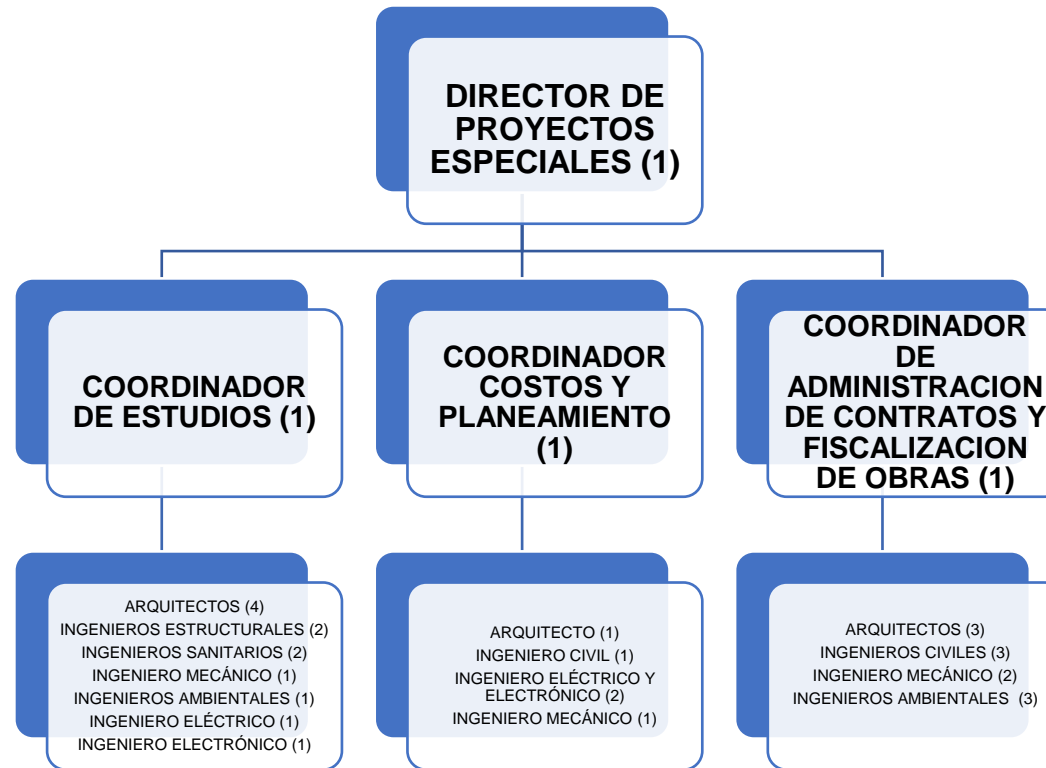 DIRECTOR DE
PROYECTOS
ESPECIALES (1)
COORDINADOR
DE ESTUDIOS (1)
COORDINADOR
COSTOS Y
PLANEAMIENTO
(1)
COORDINADOR
DE
ADMINISTRACION
DE CONTRATOS Y
FISCALIZACION
DE OBRAS (1)
ARQUITECTOS (4)
INGENIEROS ESTRUCTURALES (2)
INGENIEROS SANITARIOS (2)
INGENIERO MECÁNICO (1)
INGENIEROS AMBIENTALES (1)
INGENIERO ELÉCTRICO (1)
INGENIERO ELECTRÓNICO (1)
ARQUITECTO (1)
INGENIERO CIVIL (1)
INGENIERO ELÉCTRICO Y
ELECTRÓNICO (2)
INGENIERO MECÁNICO (1)
ARQUITECTOS (3)
INGENIEROS CIVILES (3)
INGENIERO MECÁNICO (2)
INGENIEROS AMBIENTALES (3)